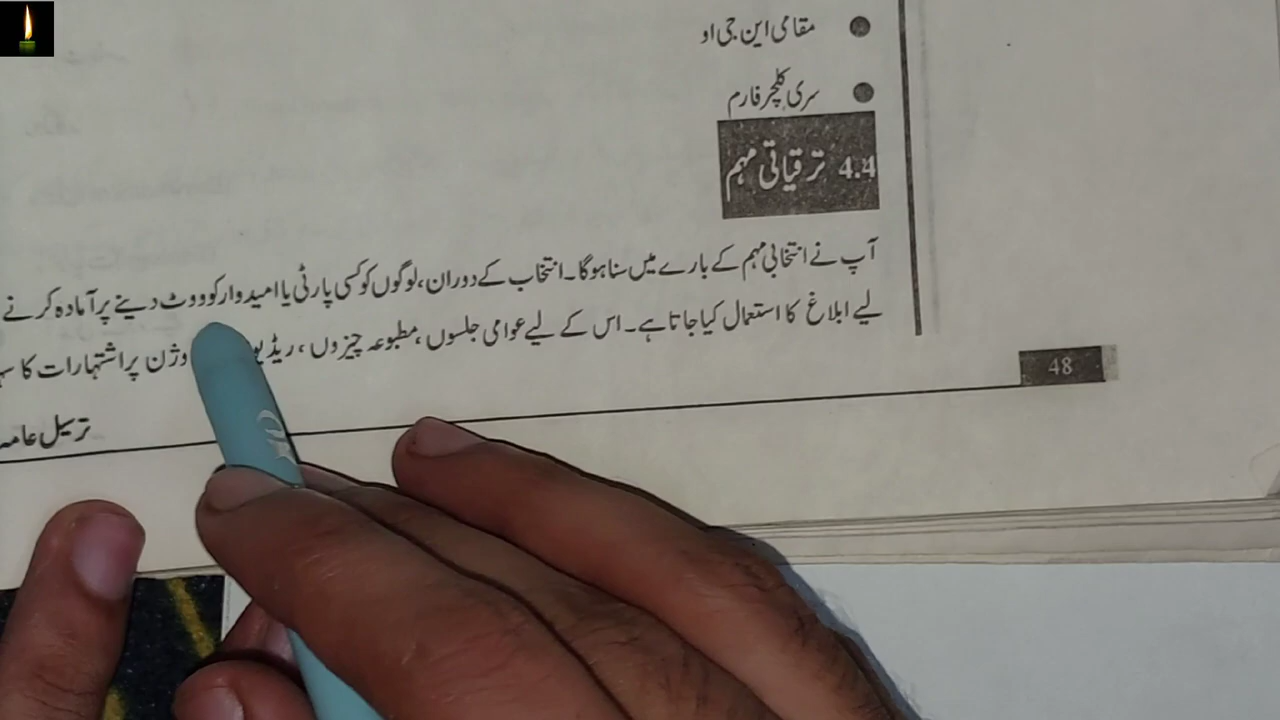 مقامی این جی او
سری کلچر فارم
4.4 ترقیاتی مہم
آپ نے انتخابی مہم کے بارے میں سنا ہوگا۔ انتخاب کے دوران، لوگوں کو کسی پارٹی یا امیدوار کو ووٹ دینے پر آمادہ کرنے
لیے ابلاغ کا استعمال کیا جاتا ہے۔ اس کے لیے عوامی جلسوں، مطبوعہ چیزوں، ریڈیو وژن پر اشتہارات کا
48
ترسیل عامہ